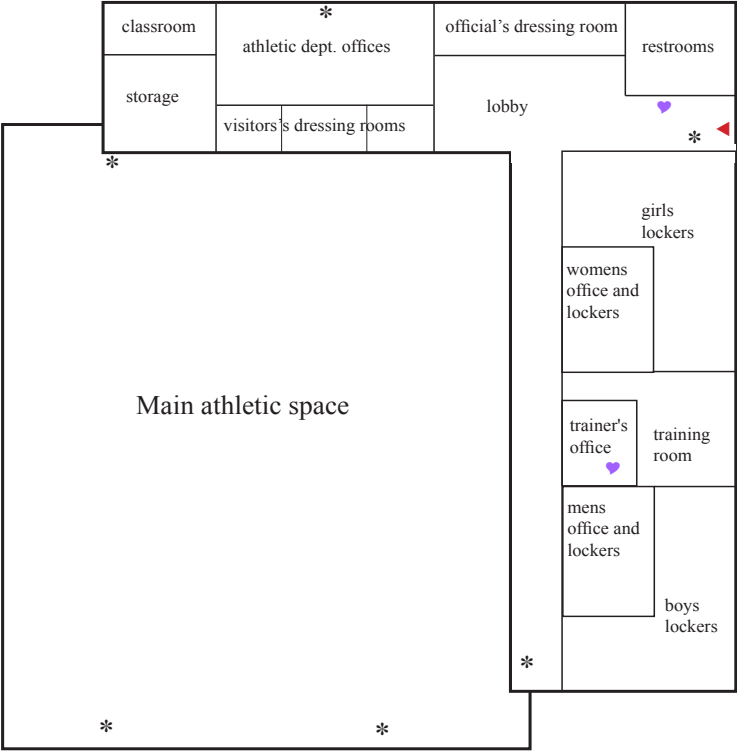 classroom
official’s dressing room
athletic dept. offices
restrooms
storage
lobby
visitors’s dressing rooms
girls
lockers
womens
office and
lockers
Main athletic space
trainer's
office
training
room
mens
office and
lockers
boys
lockers